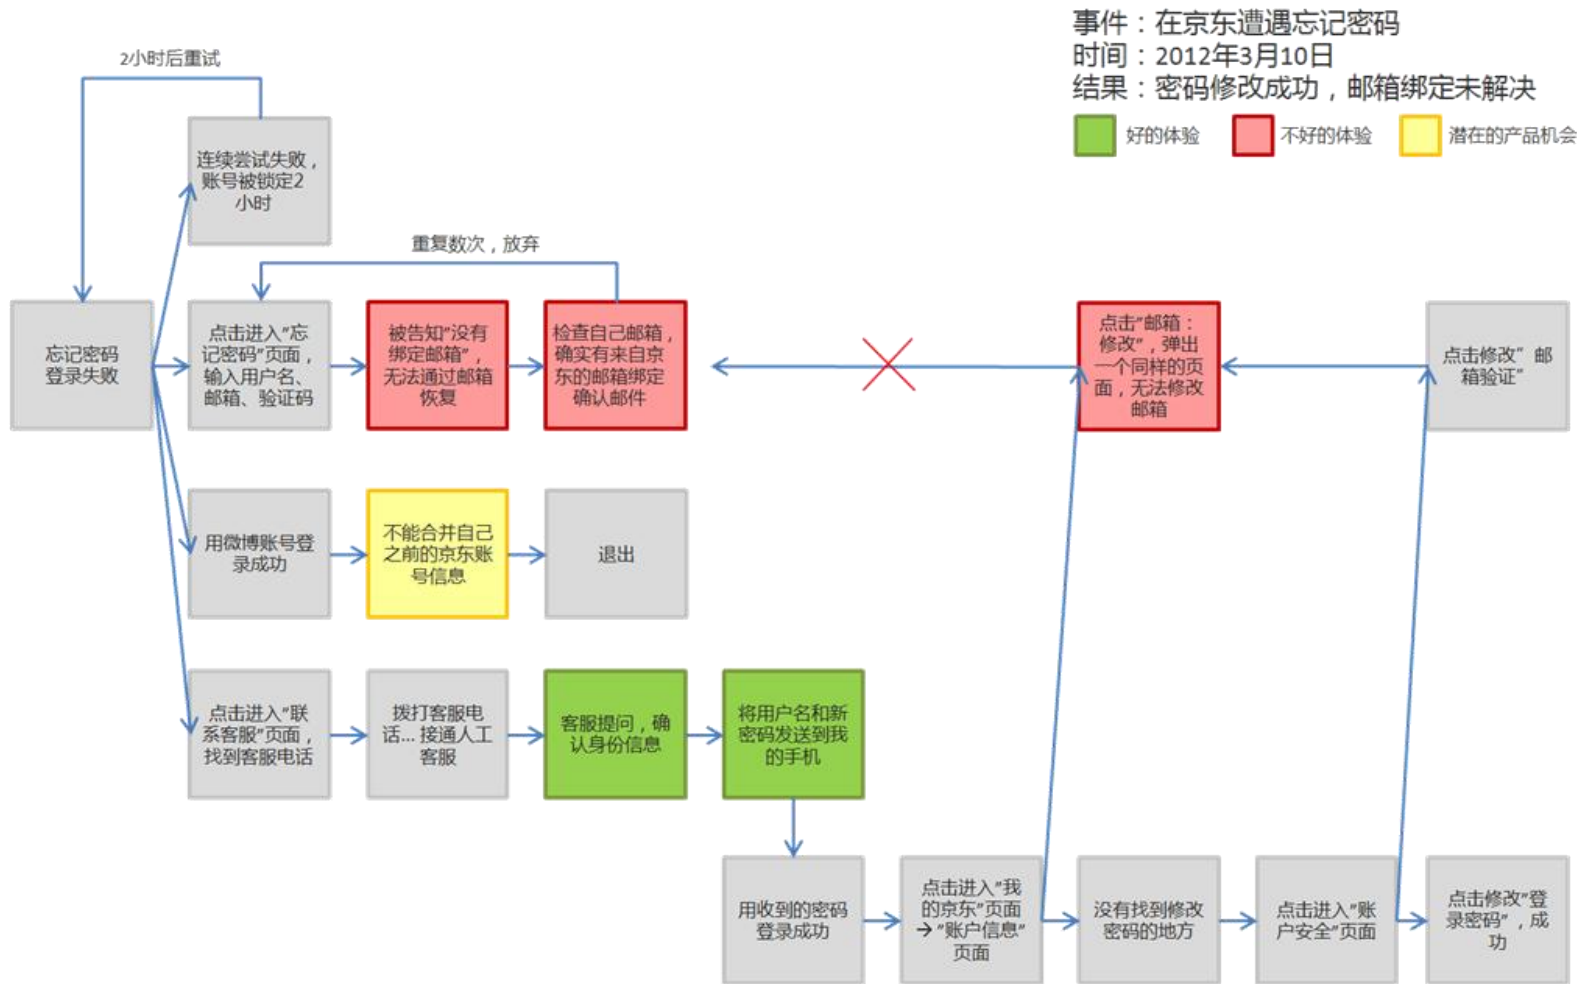 事件：在京东遭遇忘记密码
时间：2012年3月10日
结果：密码修改成功，邮箱绑定未解决
好的体验
不好的体验
潜在的产品机会
2小时后重试
连续尝试失败，
账号被锁定2
小时
重复数次，放弃
忘记密码
登录失败
点击进入"忘
记密码"页面，
输入用户名、
邮箱、验证码
被告知"没有
绑定邮箱"，
无法通过邮箱
恢复
检查自己邮箱，
确实有来自京
东的邮箱绑定
确认邮件
点击"邮箱：
修改"，弹出
一个同样的页
面，无法修改
邮箱
点击修改" 邮
箱验证"
用微博账号登
录成功
不能合并自己
之前的京东账
号信息
退出
点击进入"联
系客服"页面，
找到客服电话
拨打客服电
话... 接通人工
客服
客服提问，确
认身份信息
将用户名和新
密码发送到我
的手机
用收到的密码
登录成功
点击进入"我
的京东"页面
→"账户信息"
页面
没有找到修改
密码的地方
点击进入"账
户安全"页面
点击修改"登
录密码"，成
功